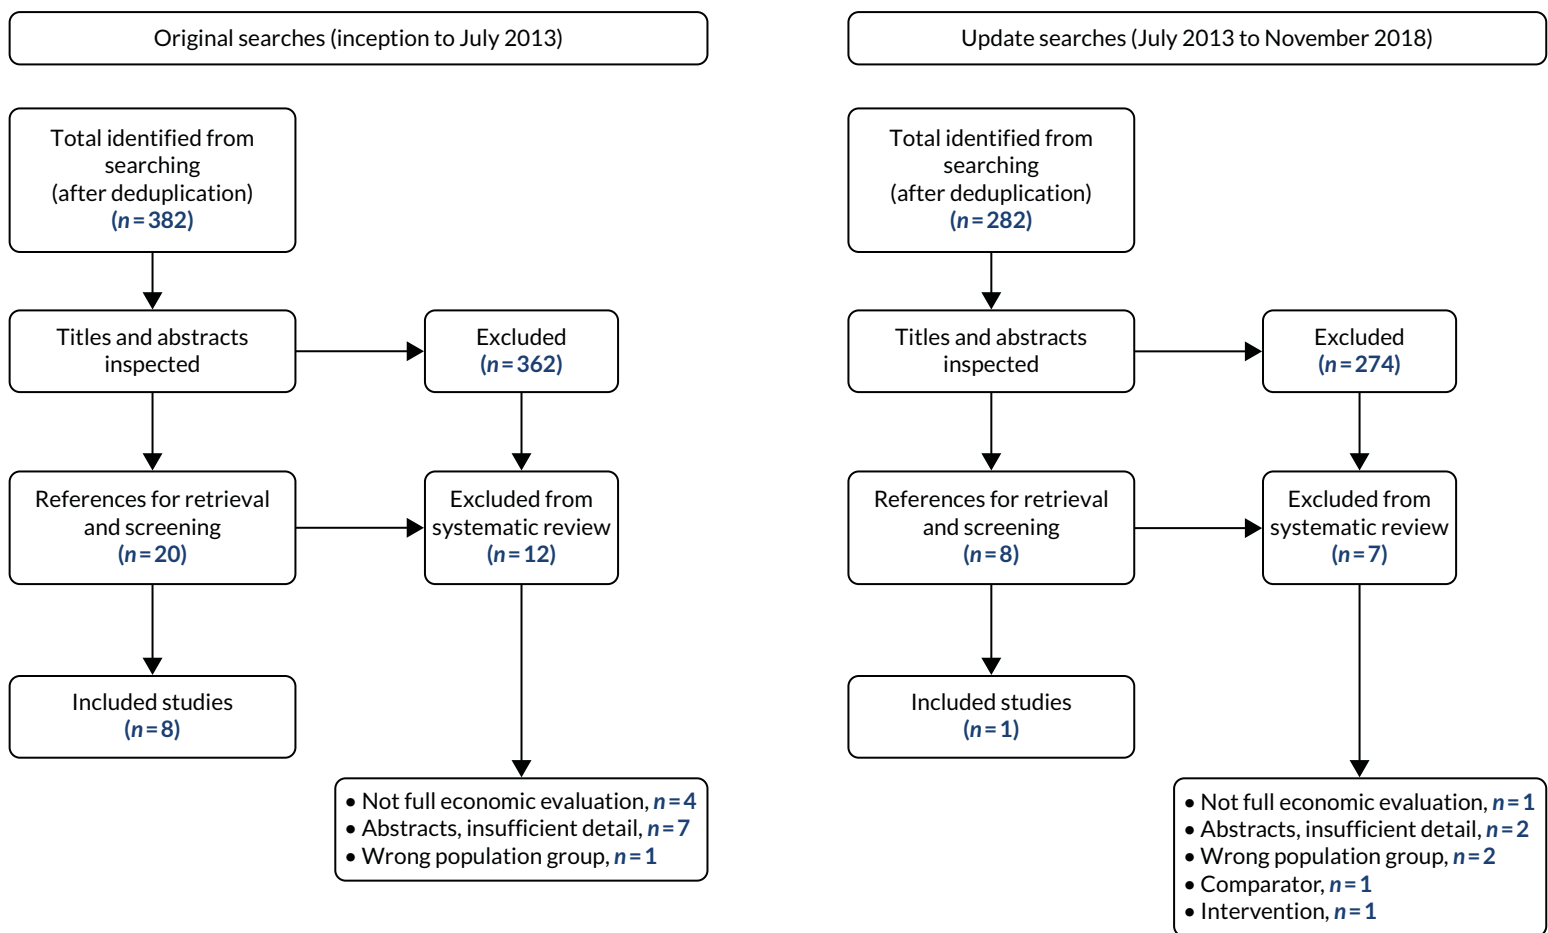 Original searches (inception to July 2013)
Total identified from
searching
(after deduplication)
(n=382)
Titles and abstracts
inspected
Excluded
(n=362)
References for retrieval
and screening
(n=20)
Excluded from
systematic review
(n=12)
Included studies
(n=8)
• Not full economic evaluation, n=4
• Abstracts, insufficient detail, n=7
• Wrong population group, n=1
Update searches (July 2013 to November 2018)
Total identified from
searching
(after deduplication)
(n=282)
Titles and abstracts
inspected
Excluded
(n=274)
References for retrieval
and screening
(n=8)
Excluded from
systematic review
(n=7)
Included studies
(n=1)
• Not full economic evaluation, n=1
• Abstracts, insufficient detail, n=2
• Wrong population group, n=2
• Comparator, n=1
• Intervention, n=1